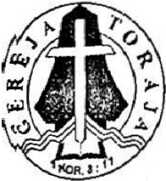 GEREJA TORAJA
1 KOR. 3 : 11